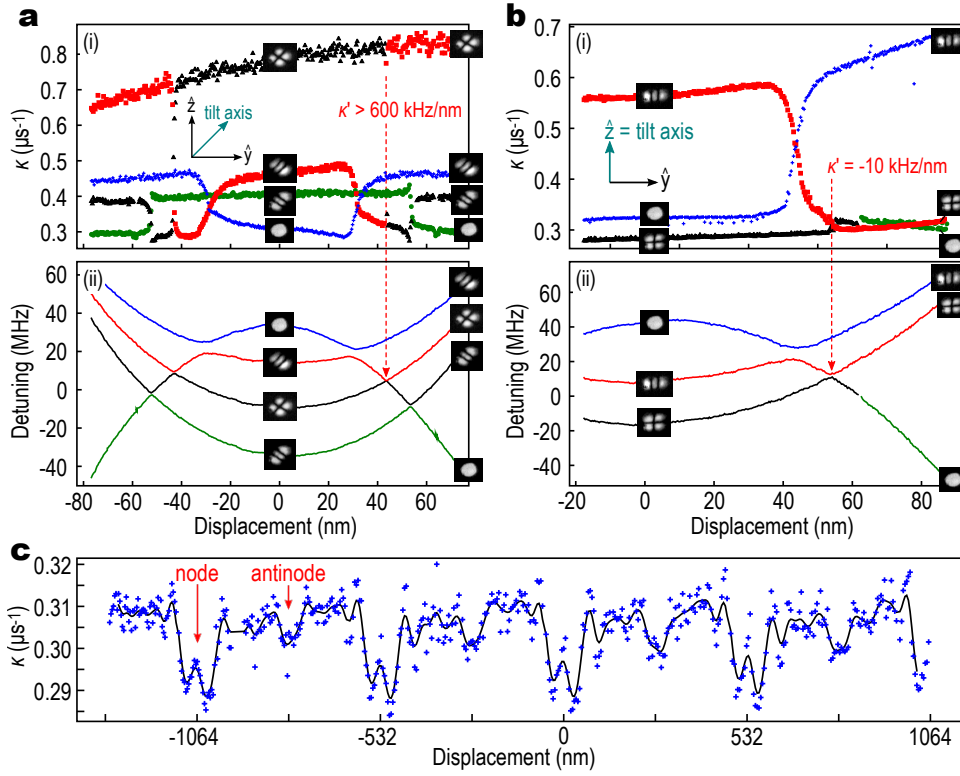 a
b
(i)
0.8
0.7
0.6
0.5
0.4
0.3
κ (μs⁻¹)
ẑ
tilt axis
ŷ
κ' > 600 kHz/nm
(ii)
60
40
20
0
-20
-40
Detuning (MHz)
-80 -60 -40 -20 0 20 40 60
Displacement (nm)
(i)
0.7
0.6
0.5
0.4
0.3
κ (μs⁻¹)
ẑ = tilt axis
ŷ
κ' = -10 kHz/nm
(ii)
60
40
20
0
-20
-40
Detuning (MHz)
-20 0 20 40 60 80
Displacement (nm)
c
0.32
0.31
0.30
0.29
κ (μs⁻¹)
node
antinode
-1064 -532 0 532 1064
Displacement (nm)